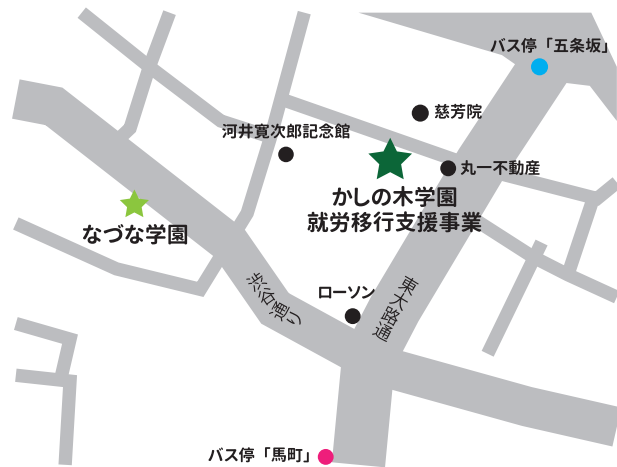 バス停「五条坂」
慈芳院
河井寛次郎記念館
丸一不動産
かしの木学園
就労移行支援事業
なづな学園
渋谷通り
ローソン
東大路通
バス停「馬町」